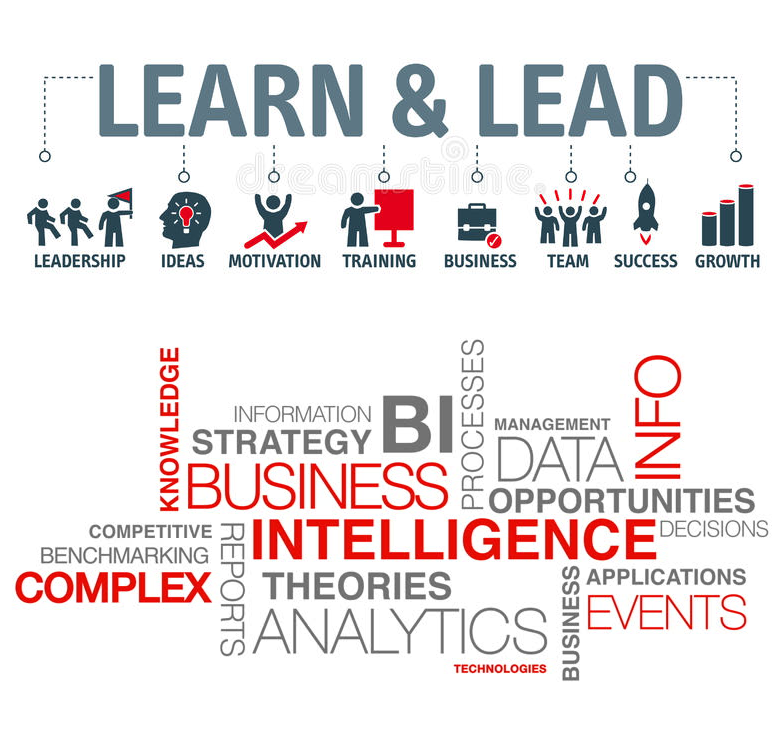 LEARN & LEAD
dreamstime
LEADERSHIP
IDEAS
MOTIVATION
TRAINING
BUSINESS
TEAM
SUCCESS
GROWTH
KNOWLEDGE
INFORMATION
STRATEGY
BI
BUSINESS
PROCESSES
MANAGEMENT
DATA
INFO
OPPORTUNITIES
COMPETITIVE
BENCHMARKING
COMPLEX
REPORTS
INTELLIGENCE
DECISIONS
THEORIES
ANALYTICS
TECHNOLOGIES
BUSINESS
APPLICATIONS
EVENTS